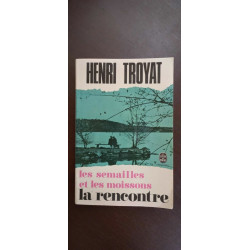 HENRI TROYAT
les semailles
et les moissons
la rencontre